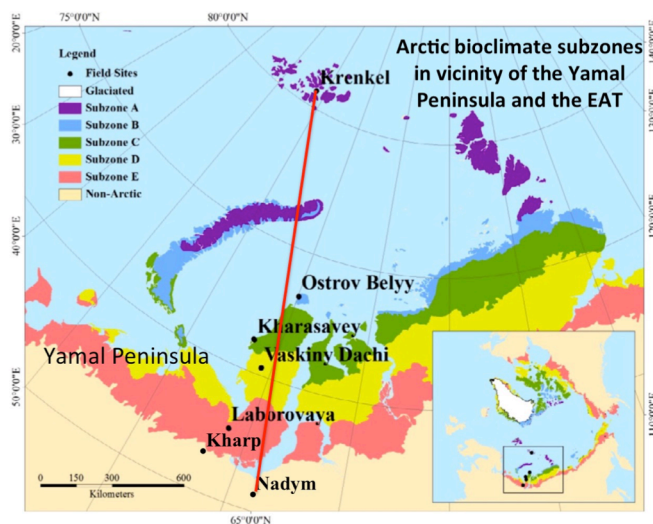 75°0'0"N
80°0'0"N
20°0'0"E
30°0'0"E
40°0'0"E
50°0'0"E
Legend
Field Sites
Glaciated
Subzone A
Subzone B
Subzone C
Subzone D
Subzone E
Non-Arctic
Arctic bioclimate subzones
in vicinity of the Yamal
Peninsula and the EAT
Krenkel
Ostrov Belyy
Kharasavey
Vaskiny Dachi
Yamal Peninsula
Laborovaya
Kharp
Nadym
0 150 300 600
Kilometers
65°0'0"N
110°0'0"E